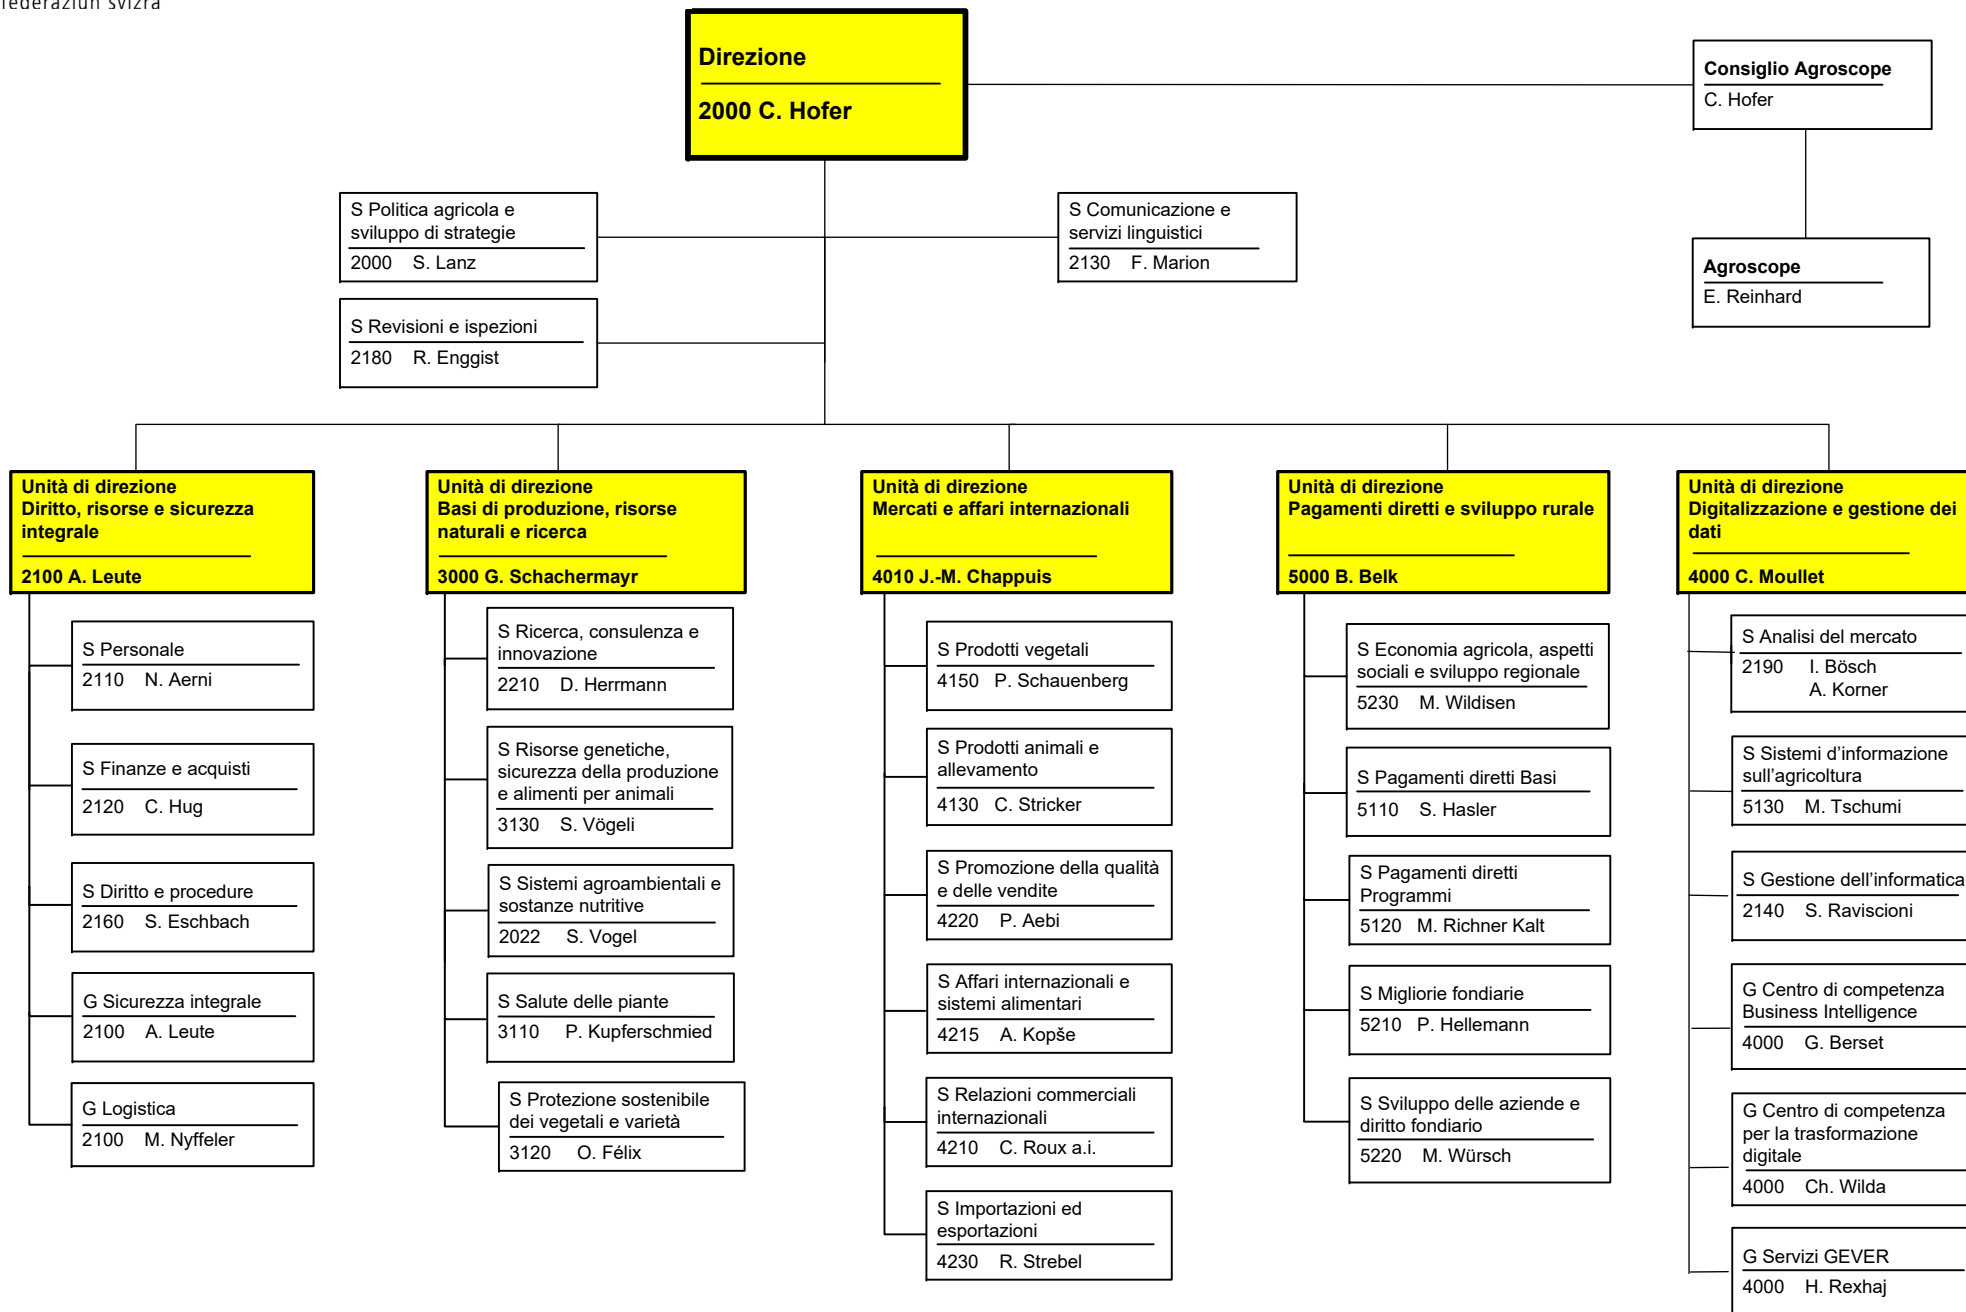 federaziun svizra
Direzione
2000 C. Hofer
Consiglio Agroscope
C. Hofer
S Politica agricola e
sviluppo di strategie
2000 S. Lanz
S Comunicazione e
servizi linguistici
2130 F. Marion
Agroscope
E. Reinhard
S Revisioni e ispezioni
2180 R. Enggist
Unità di direzione
Diritto, risorse e sicurezza
integrale
2100 A. Leute
S Personale
2110 N. Aerni
S Finanze e acquisti
2120 C. Hug
S Diritto e procedure
2160 S. Eschbach
G Sicurezza integrale
2100 A. Leute
G Logistica
2100 M. Nyffeler
Unità di direzione
Basi di produzione, risorse
naturali e ricerca
3000 G. Schachermayr
S Ricerca, consulenza e
innovazione
2210 D. Herrmann
S Risorse genetiche,
sicurezza della produzione
e alimenti per animali
3130 S. Vögeli
S Sistemi agroambientali e
sostanze nutritive
2022 S. Vogel
S Salute delle piante
3110 P. Kupferschmied
S Protezione sostenibile
dei vegetali e varietà
3120 O. Félix
Unità di direzione
Mercati e affari internazionali
4010 J.-M. Chappuis
S Prodotti vegetali
4150 P. Schauenberg
S Prodotti animali e
allevamento
4130 C. Stricker
S Promozione della qualità
e delle vendite
4220 P. Aebi
S Affari internazionali e
sistemi alimentari
4215 A. Kopše
S Relazioni commerciali
internazionali
4210 C. Roux a.i.
S Importazioni ed
esportazioni
4230 R. Strebel
Unità di direzione
Pagamenti diretti e sviluppo rurale
5000 B. Belk
S Economia agricola, aspetti
sociali e sviluppo regionale
5230 M. Wildisen
S Pagamenti diretti Basi
5110 S. Hasler
S Pagamenti diretti
Programmi
5120 M. Richner Kalt
S Migliorie fondiarie
5210 P. Hellemann
S Sviluppo delle aziende e
diritto fondiario
5220 M. Würsch
Unità di direzione
Digitalizzazione e gestione dei
dati
4000 C. Moullet
S Analisi del mercato
2190 I. Bösch
A. Korner
S Sistemi d’informazione
sull’agricoltura
5130 M. Tschumi
S Gestione dell’informatica
2140 S. Raviscioni
G Centro di competenza
Business Intelligence
4000 G. Berset
G Centro di competenza
per la trasformazione
digitale
4000 Ch. Wilda
G Servizi GEVER
4000 H. Rexhaj